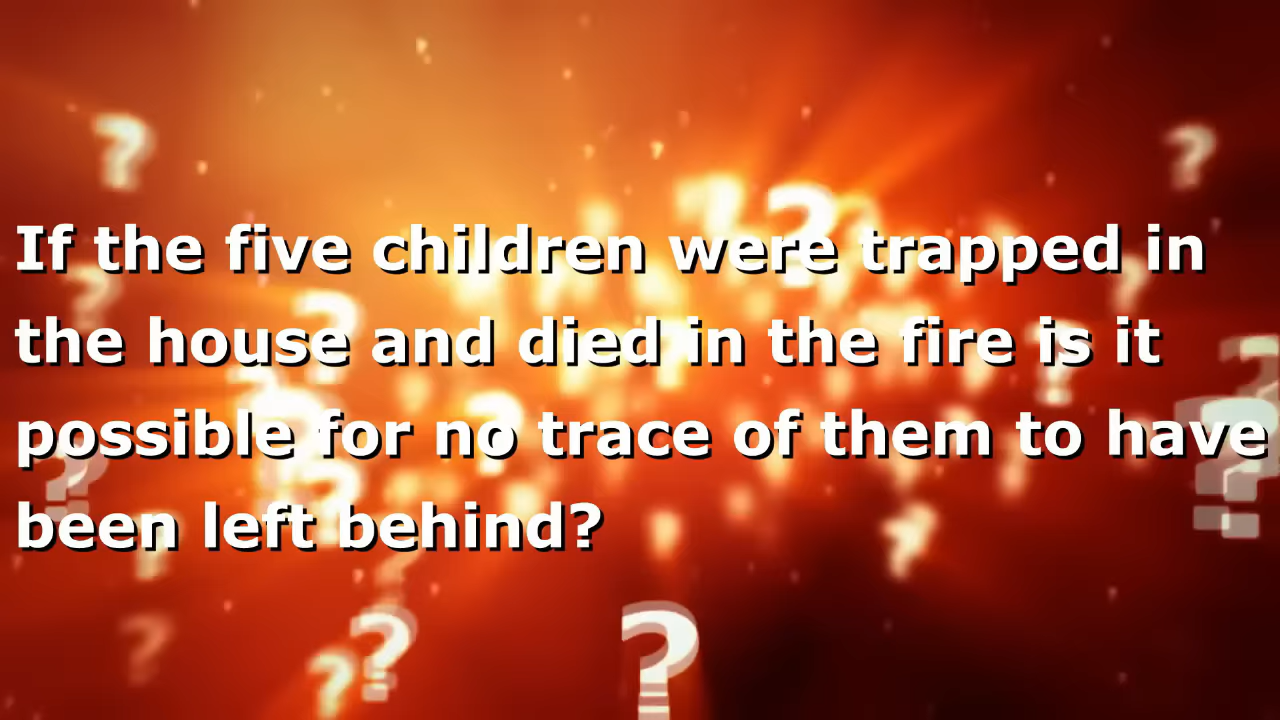 If the five children were trapped in
the house and died in the fire is it
possible for no trace of them to have
been left behind?